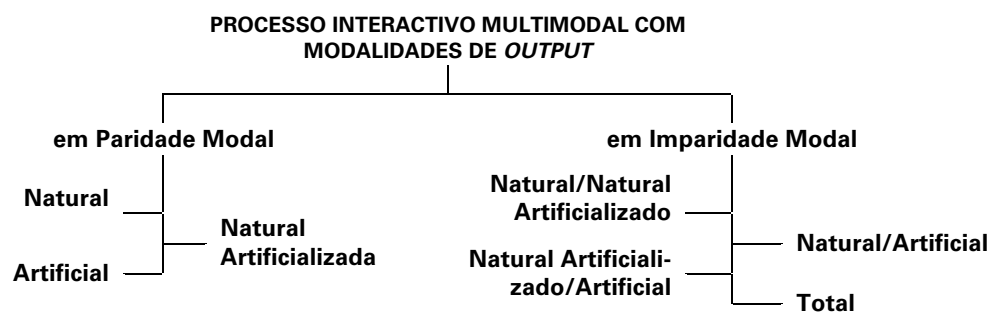 PROCESSO INTERACTIVO MULTIMODAL COM
MODALIDADES DE OUTPUT
em Paridade Modal
em Imparidade Modal
Natural
Natural
Artificializada
Artificial
Natural/Natural
Artificializado
Natural/Artificial
Natural Artificiali-
zado/Artificial
Total